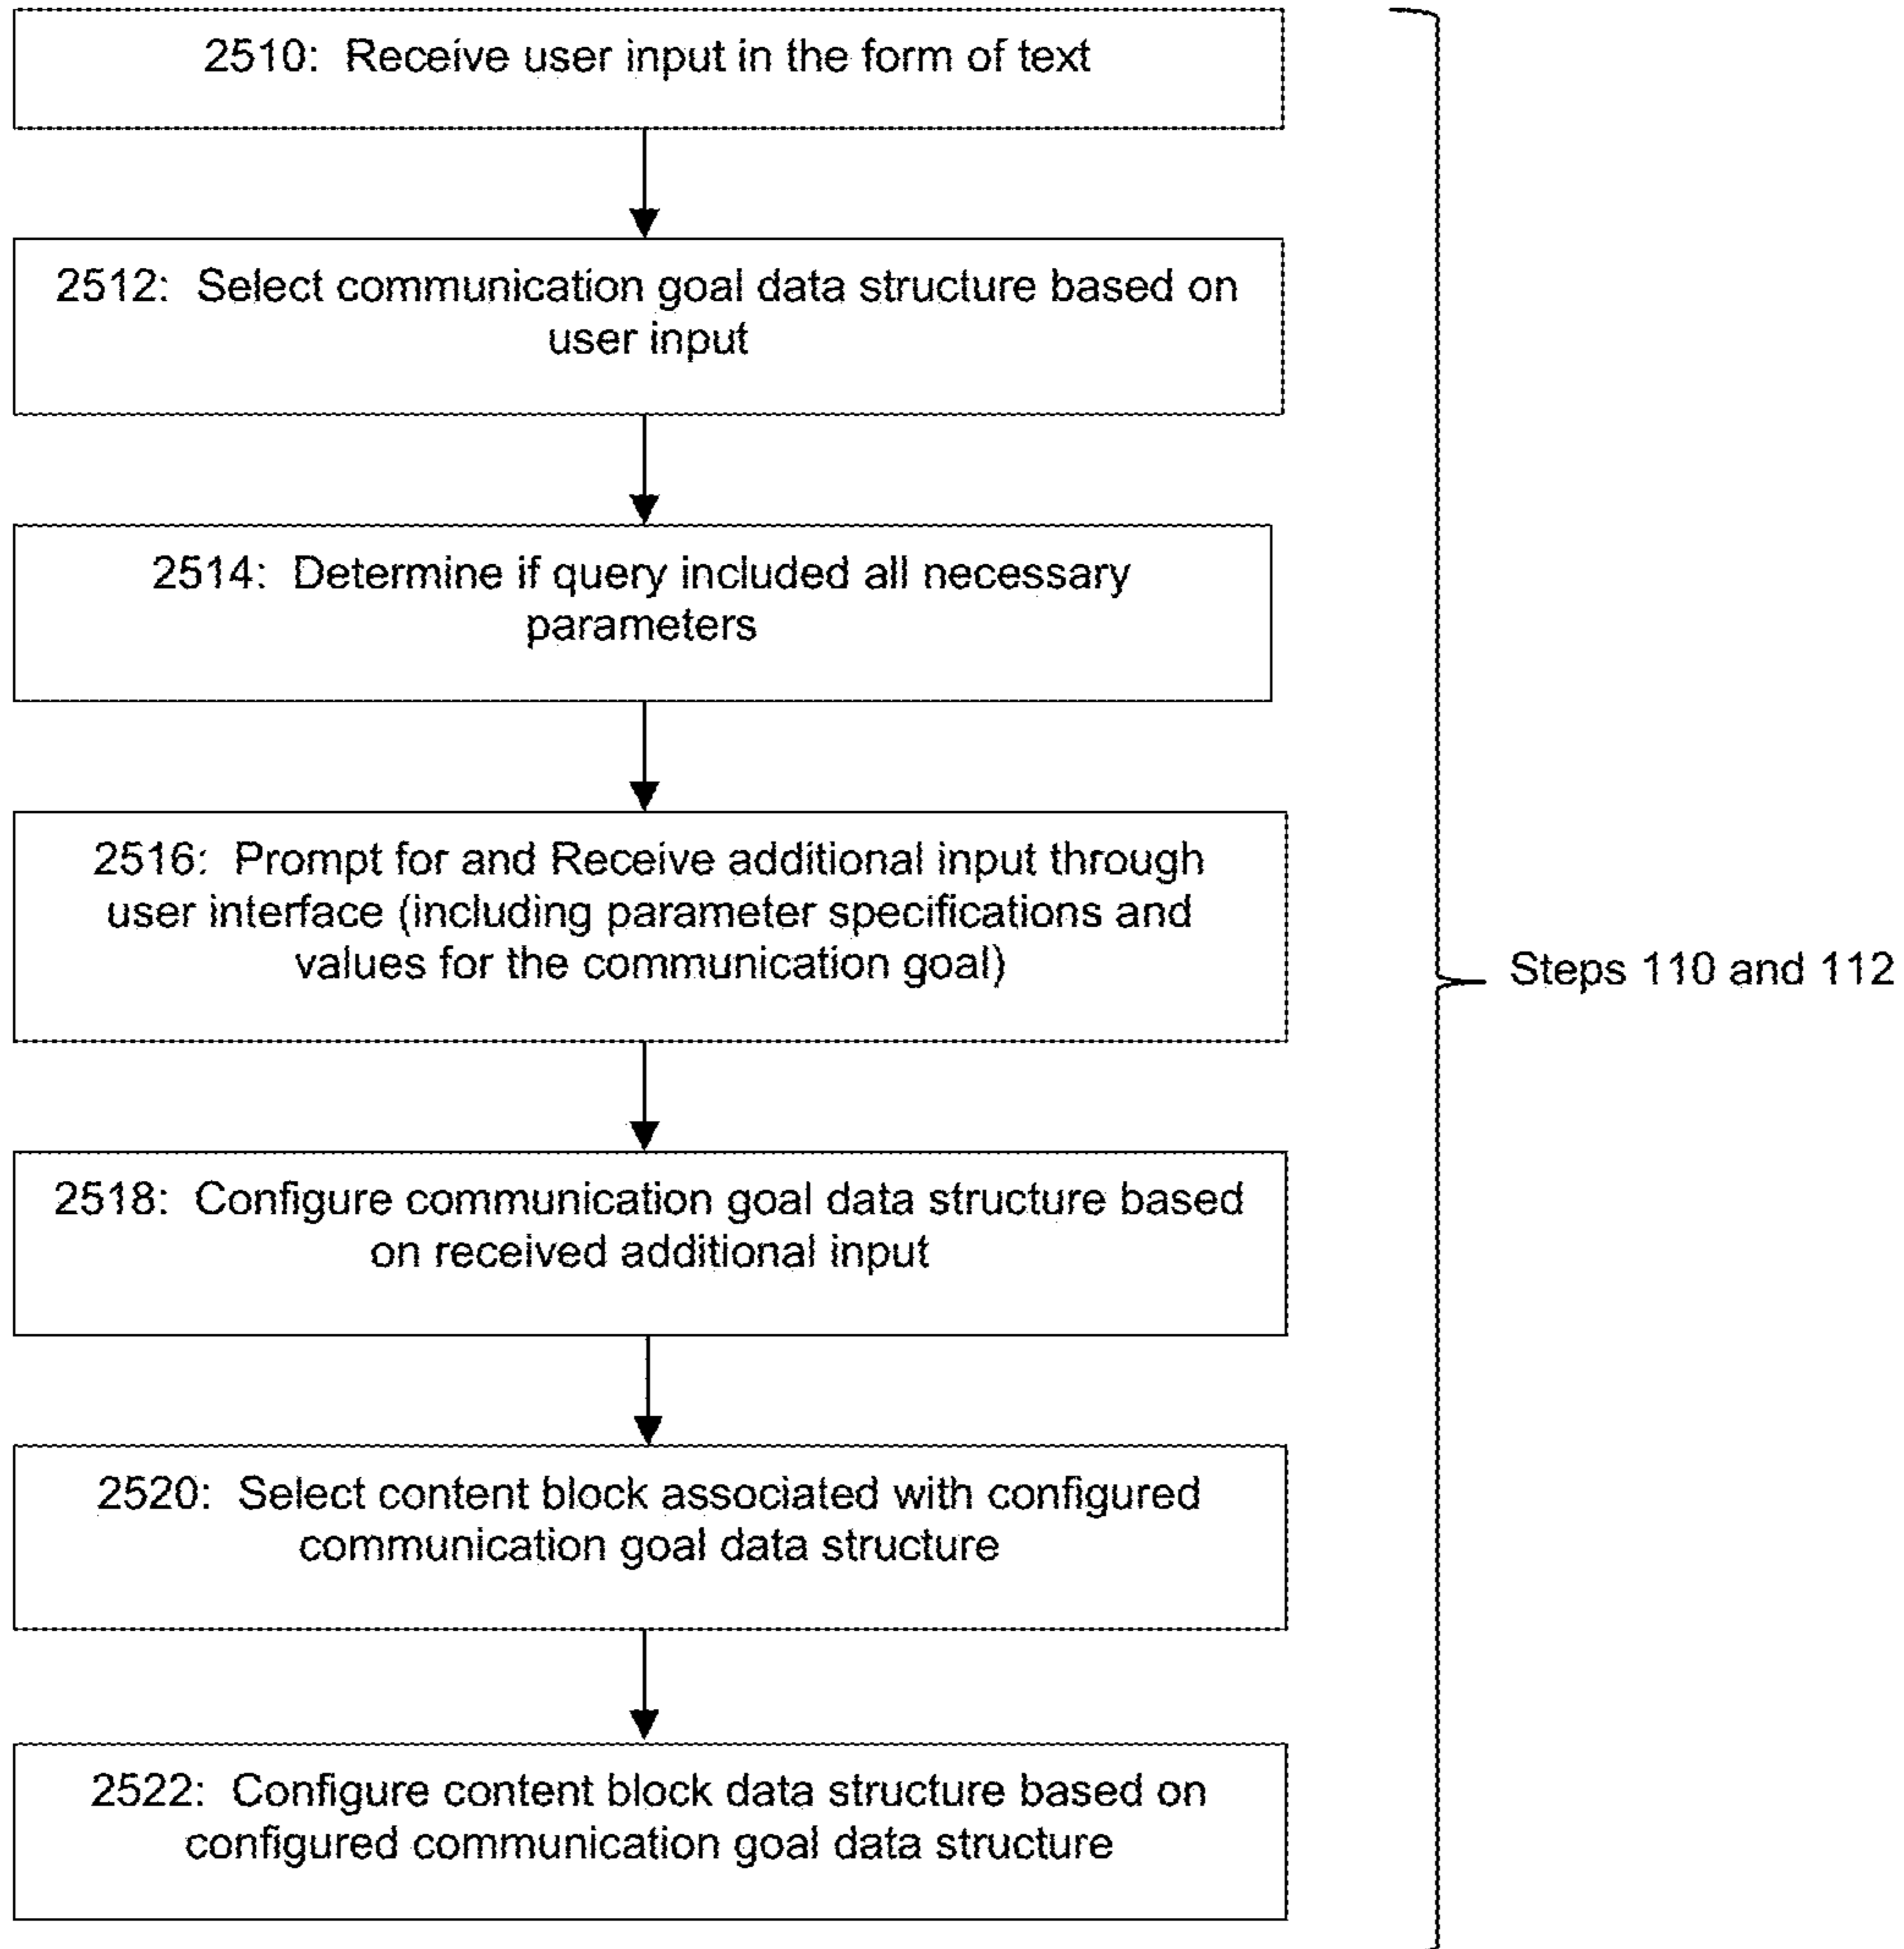 2510: Receive user input in the form of text
2512: Select communication goal data structure based on
user input
2514: Determine if query included all necessary
parameters
2516: Prompt for and Receive additional input through
user interface (including parameter specifications and
values for the communication goal)
Steps 110 and 112
2518: Configure communication goal data structure based
on received additional input
2520: Select content block associated with configured
communication goal data structure
2522: Configure content block data structure based on
configured communication goal data structure